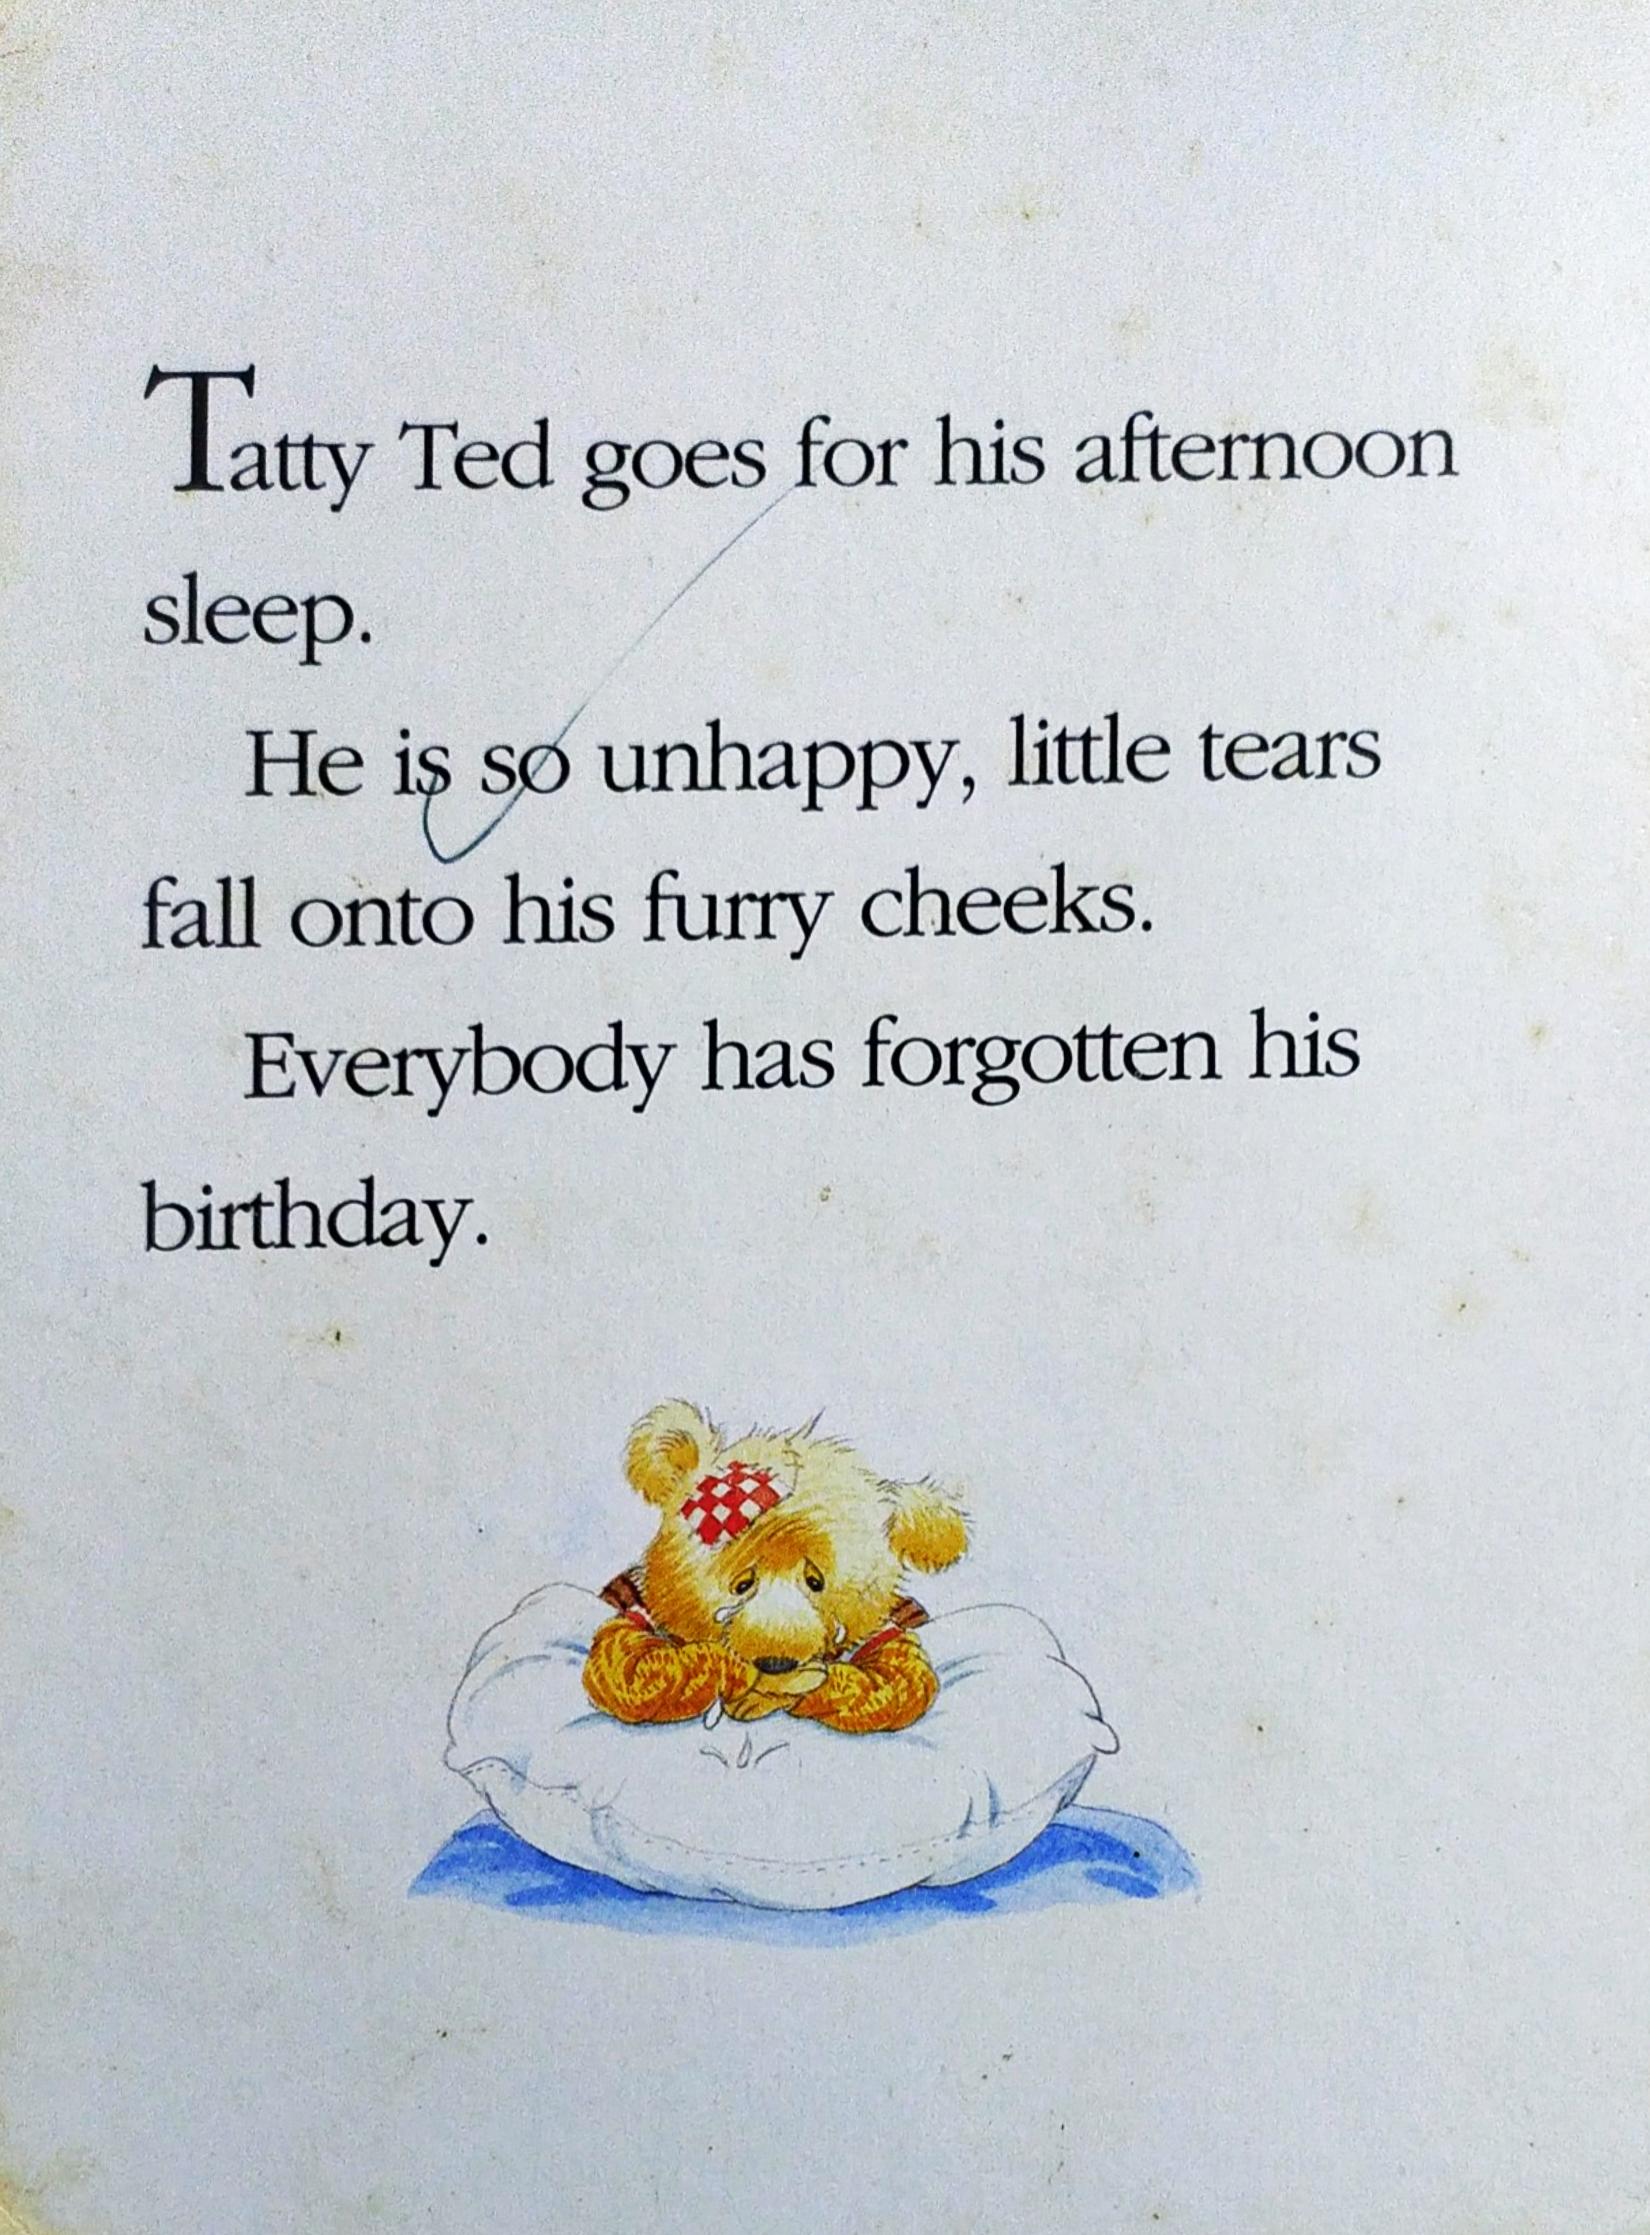 Tatty Ted goes for his afternoon
sleep.
He is so unhappy, little tears
fall onto his furry cheeks.
Everybody has forgotten his
birthday.